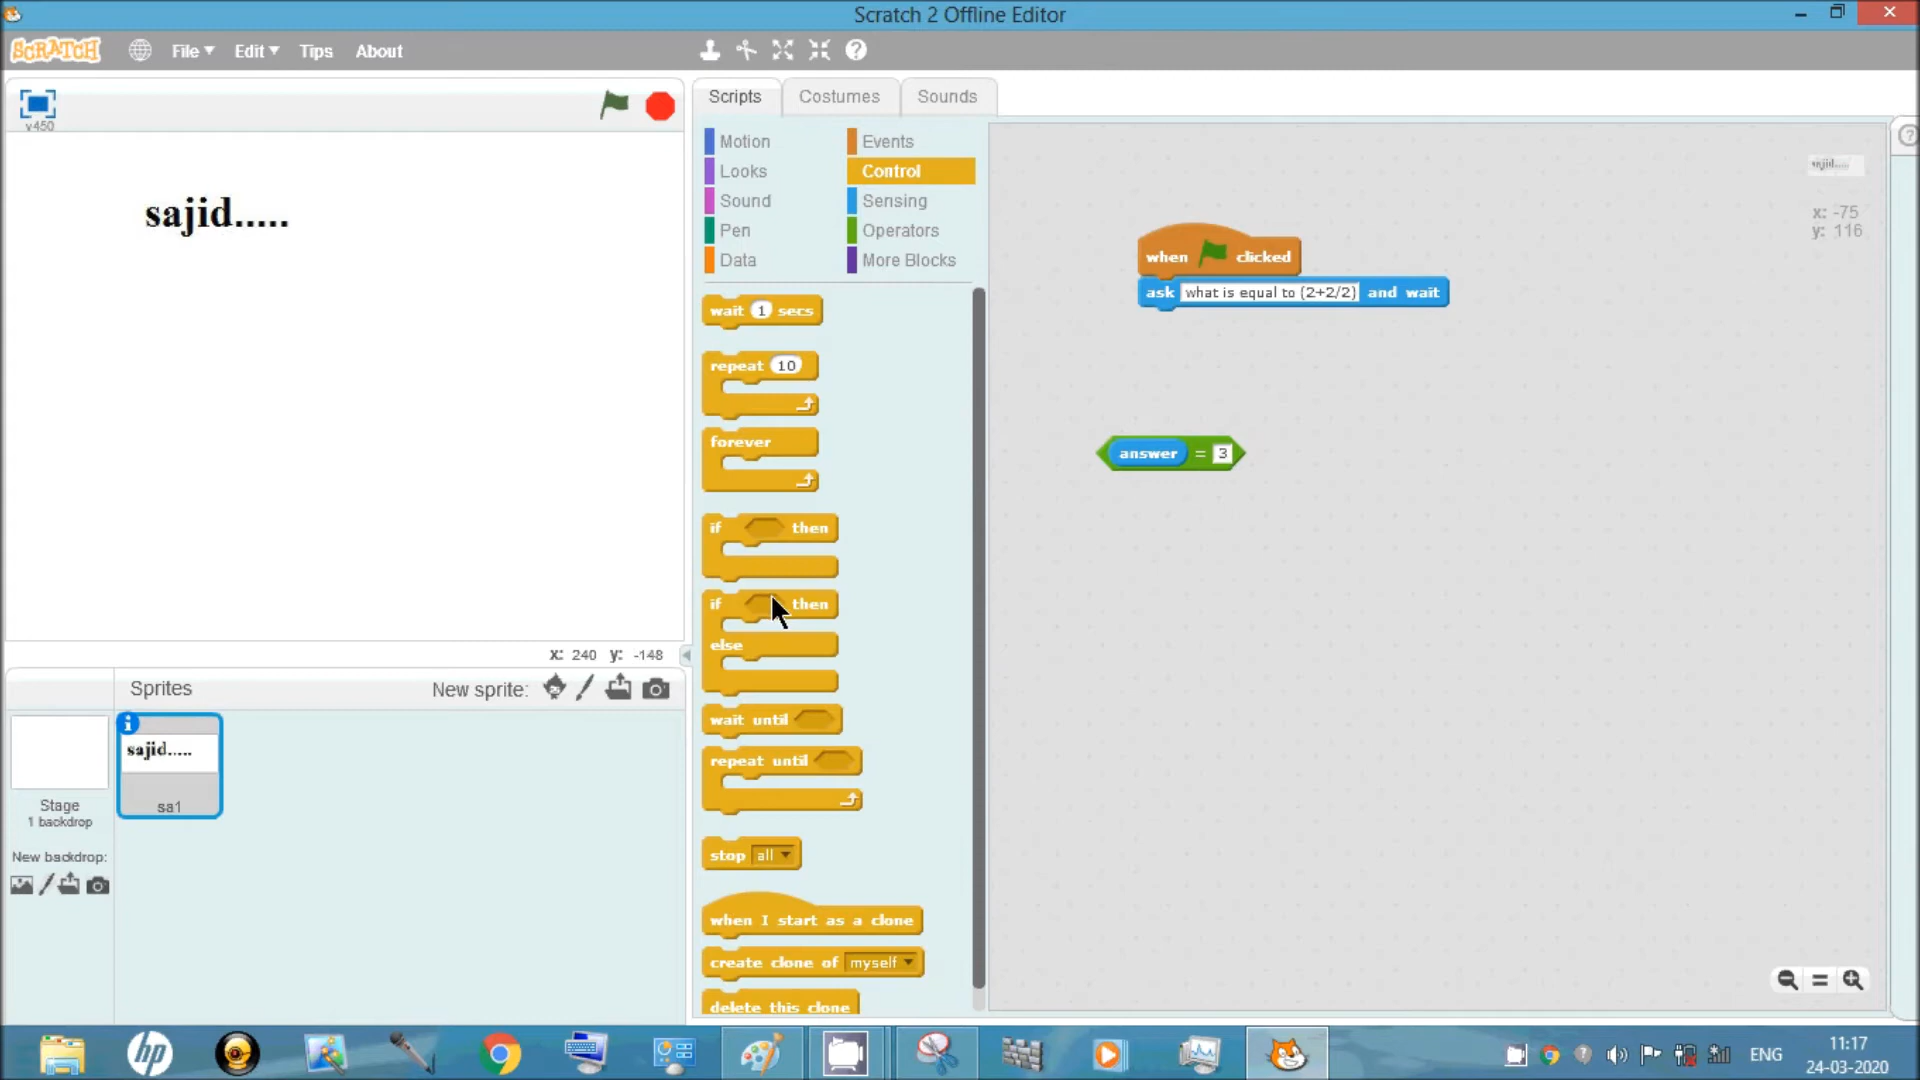 Scratch 2 Offline Editor
SCRATCH
File
Edit
Tips
About
v450
sajid.....
x: 240 y: -148
Sprites
New sprite:
sajid.....
sa1
Stage
1 backdrop
New backdrop:
Scripts
Costumes
Sounds
Motion
Looks
Sound
Pen
Data
Events
Control
Sensing
Operators
More Blocks
wait 1 secs
repeat 10
forever
if then
if then
else
wait until
repeat until
stop all
when I start as a clone
create clone of myself
delete this clone
when clicked
ask what is equal to (2+2/2) and wait
answer = 3
sajid.....
x: -75
y: 116
hp
ENG
11:17
24-03-2020